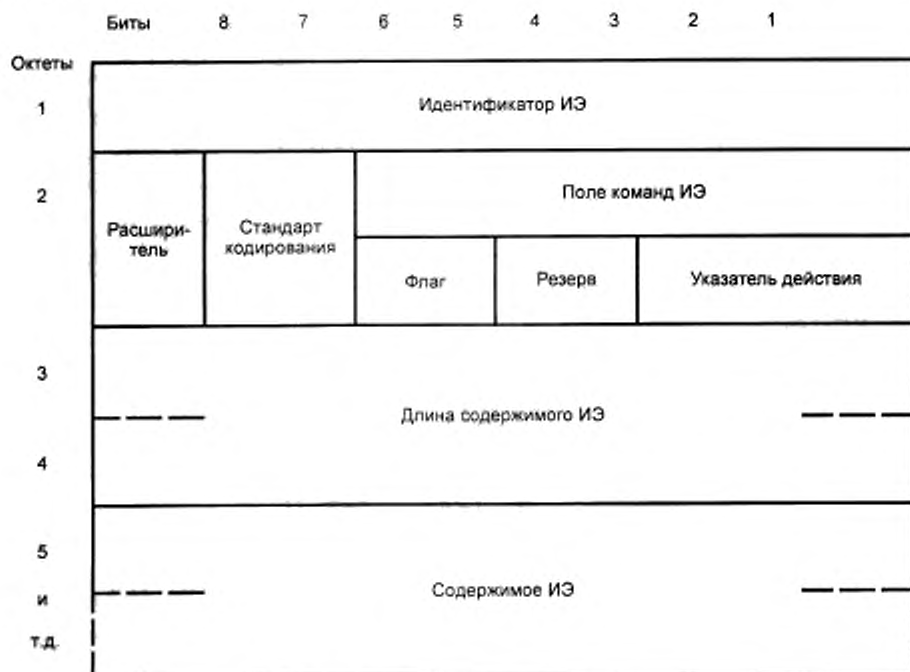 Биты 8 7 6 5 4 3 2 1
Октеты
1 Идентификатор ИЭ
2 Поле команд ИЭ
Расшири-
тель
Стандарт
кодирования
Флаг Резерв Указатель действия
3
Длина содержимого ИЭ
4
5
Содержимое ИЭ
и
т.д.